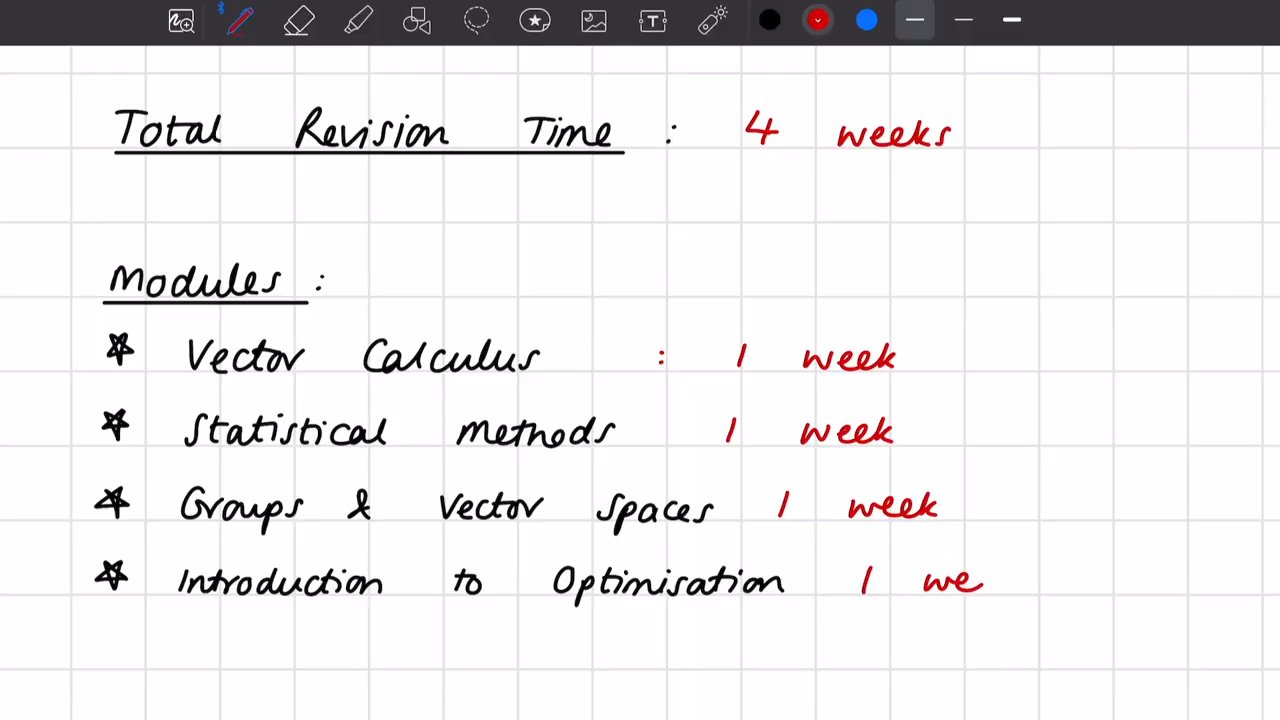 Total Revision Time : 4 weeks
Modules :
Vector Calculus : 1 week
Statistical Methods 1 week
Groups & Vector Spaces 1 week
Introduction to Optimisation 1 we